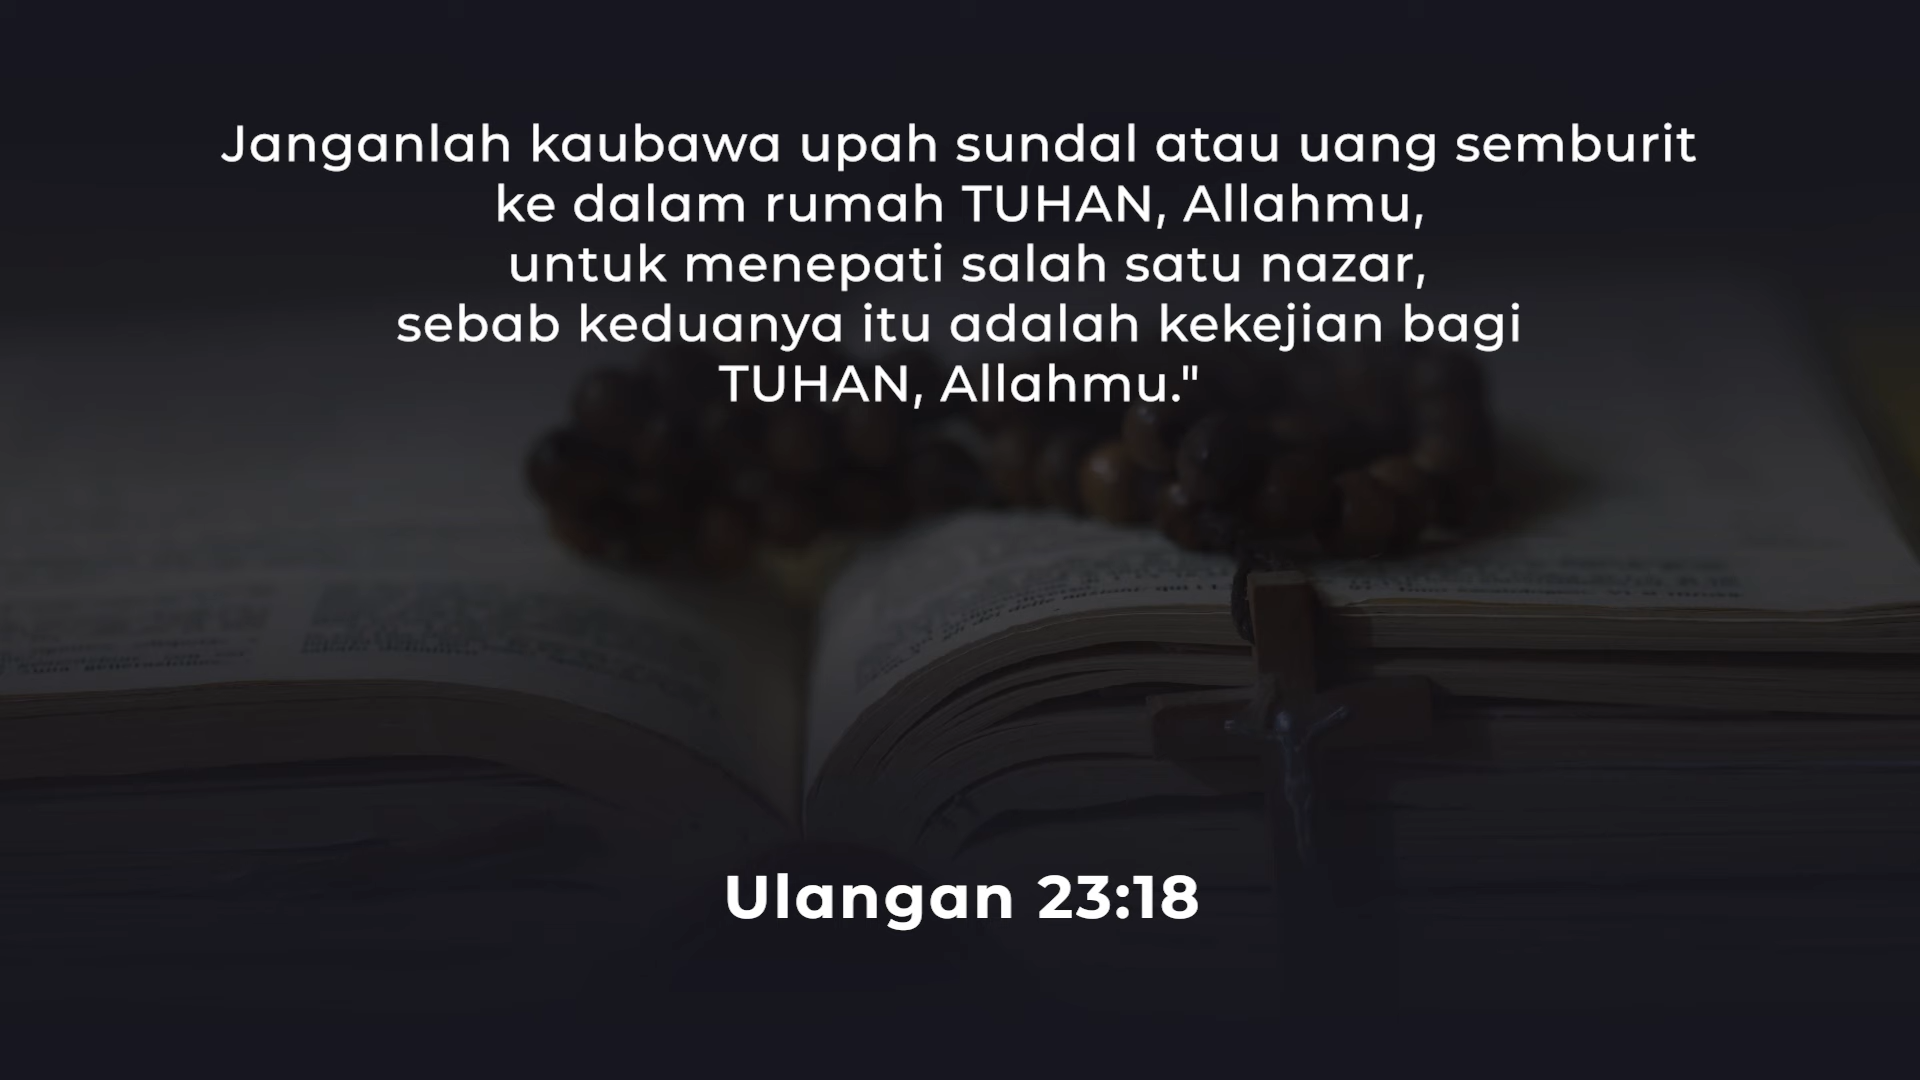 Janganlah kaubawa upah sundal atau uang semburit
ke dalam rumah TUHAN, Allahmu,
untuk menepati salah satu nazar,
sebab keduanya itu adalah kekejian bagi
TUHAN, Allahmu."
Ulangan 23:18